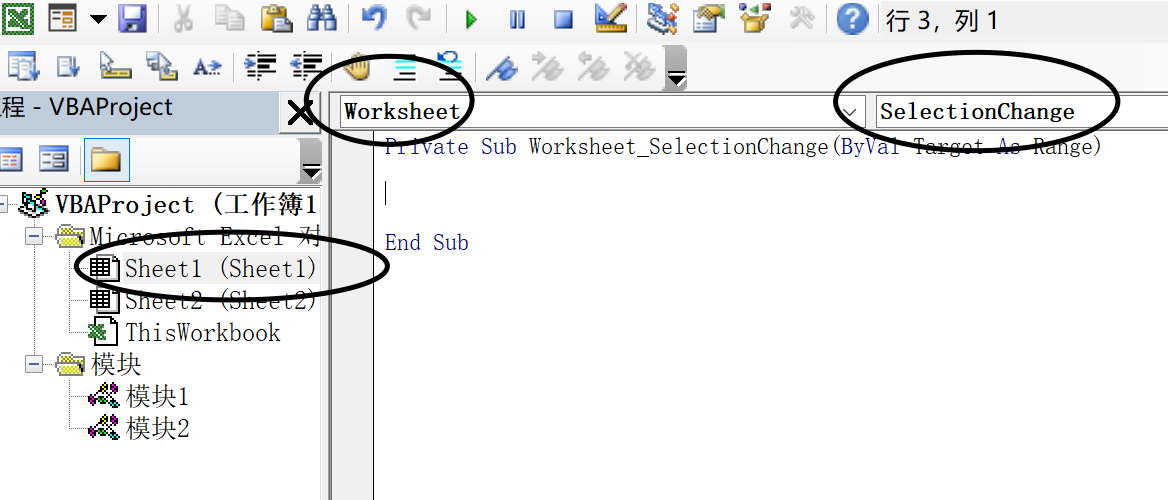 行 3, 列 1
程 - VBAProject
Worksheet
SelectionChange
Private Sub Worksheet_SelectionChange(ByVal Target As Range)
End Sub
VBAProject (工作簿1
Microsoft Excel 对
Sheet1 (Sheet1)
Sheet2 (Sheet2)
ThisWorkbook
模块
模块1
模块2